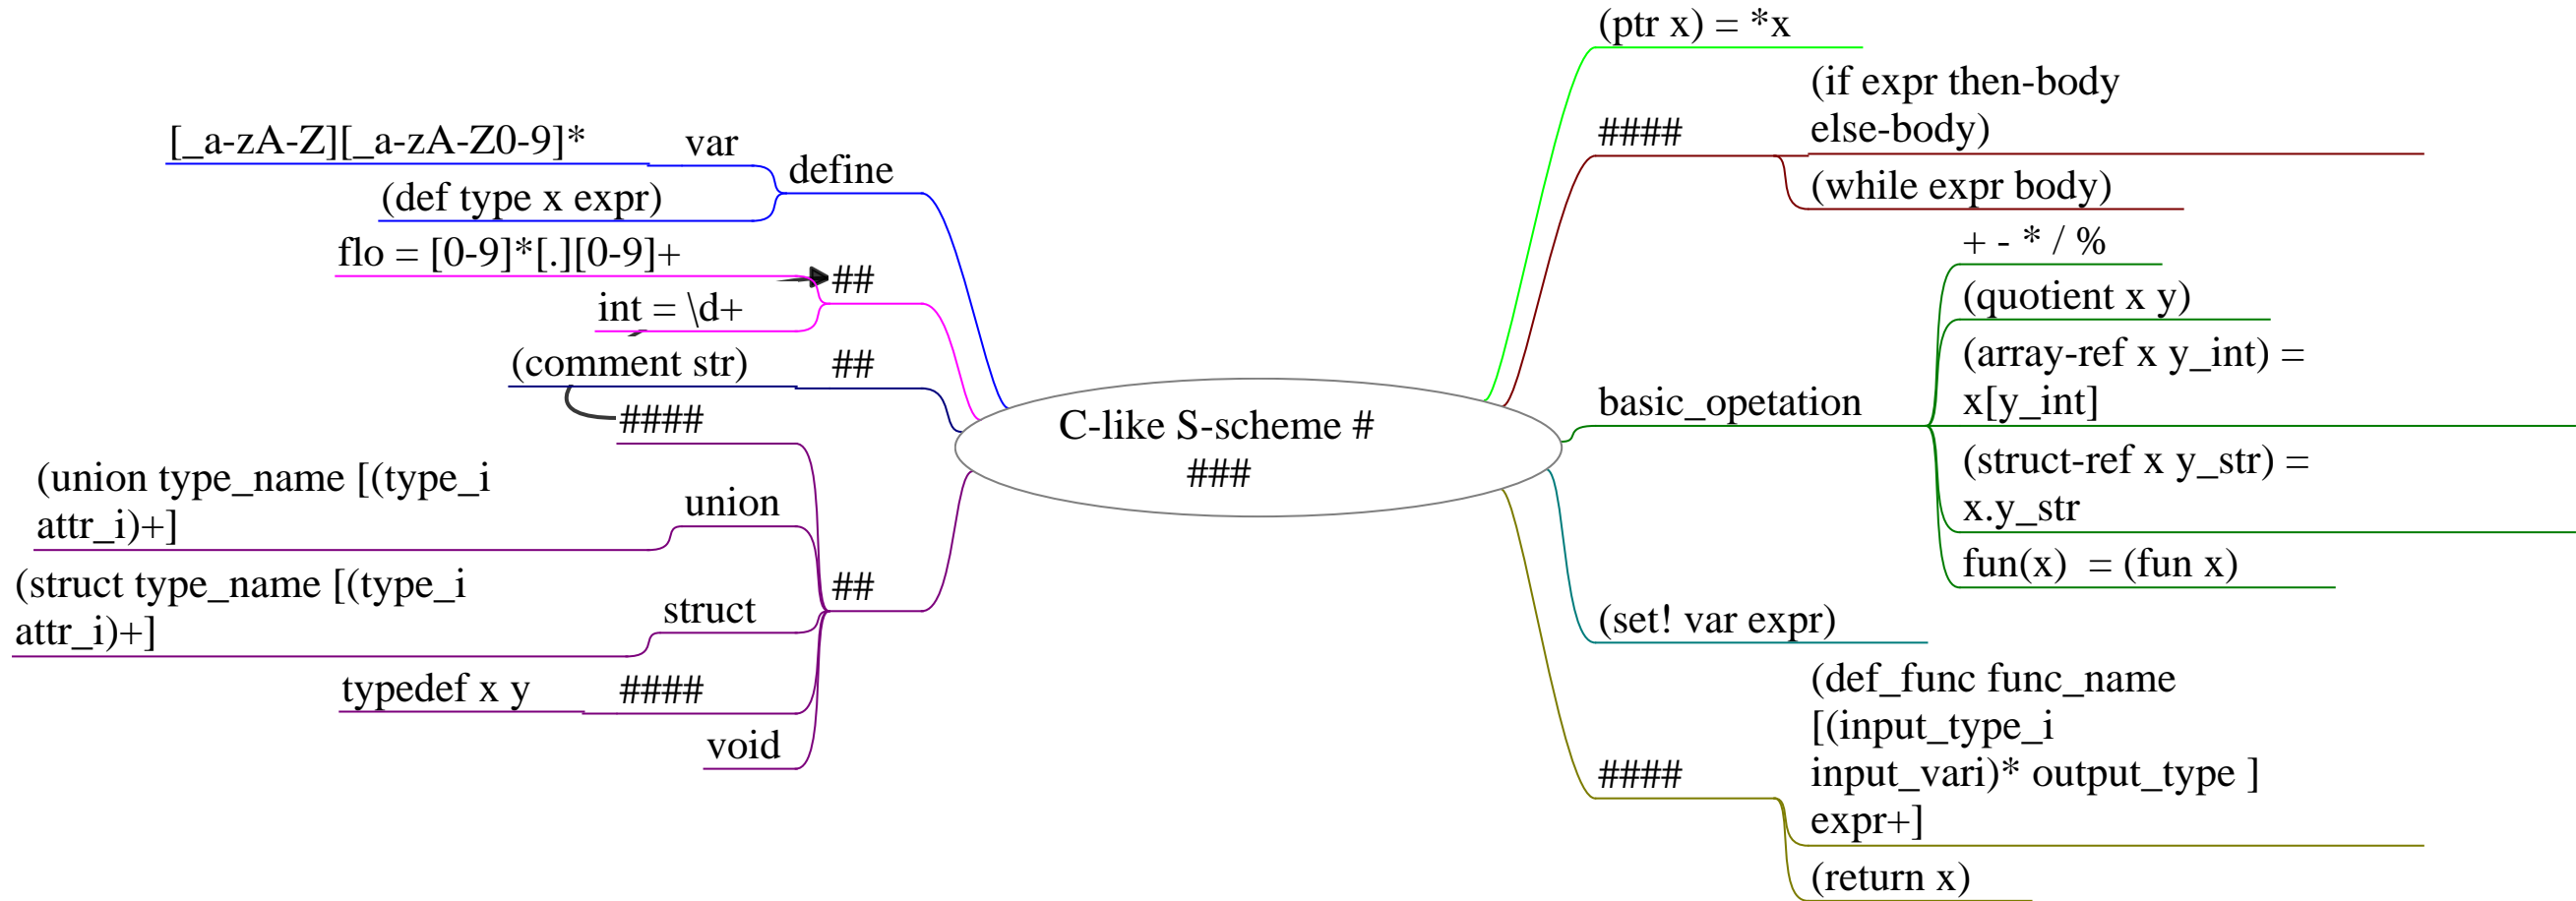 C-like S-scheme #
###
define
var
[_a-zA-Z][_a-zA-Z0-9]*
(def type x expr)
##
flo = [0-9]*[.][0-9]+
int = \d+
##
(comment str)
##
####
union
(union type_name [(type_i
attr_i)+]
struct
(struct type_name [(type_i
attr_i)+]
####
typedef x y
void
(ptr x) = *x
####
(if expr then-body
else-body)
(while expr body)
basic_opetation
+ - * / %
(quotient x y)
(array-ref x y_int) =
x[y_int]
(struct-ref x y_str) =
x.y_str
fun(x)  = (fun x)
(set! var expr)
####
(def_func func_name
[(input_type_i
input_vari)* output_type ]
expr+]
(return x)